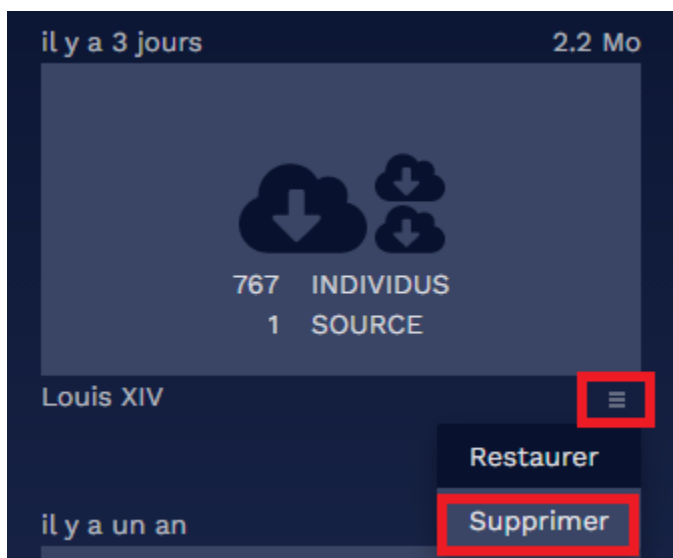 il y a 3 jours 2.2 Mo
767 INDIVIDUS
1 SOURCE
Louis XIV
Restaurer
il y a un an
Supprimer